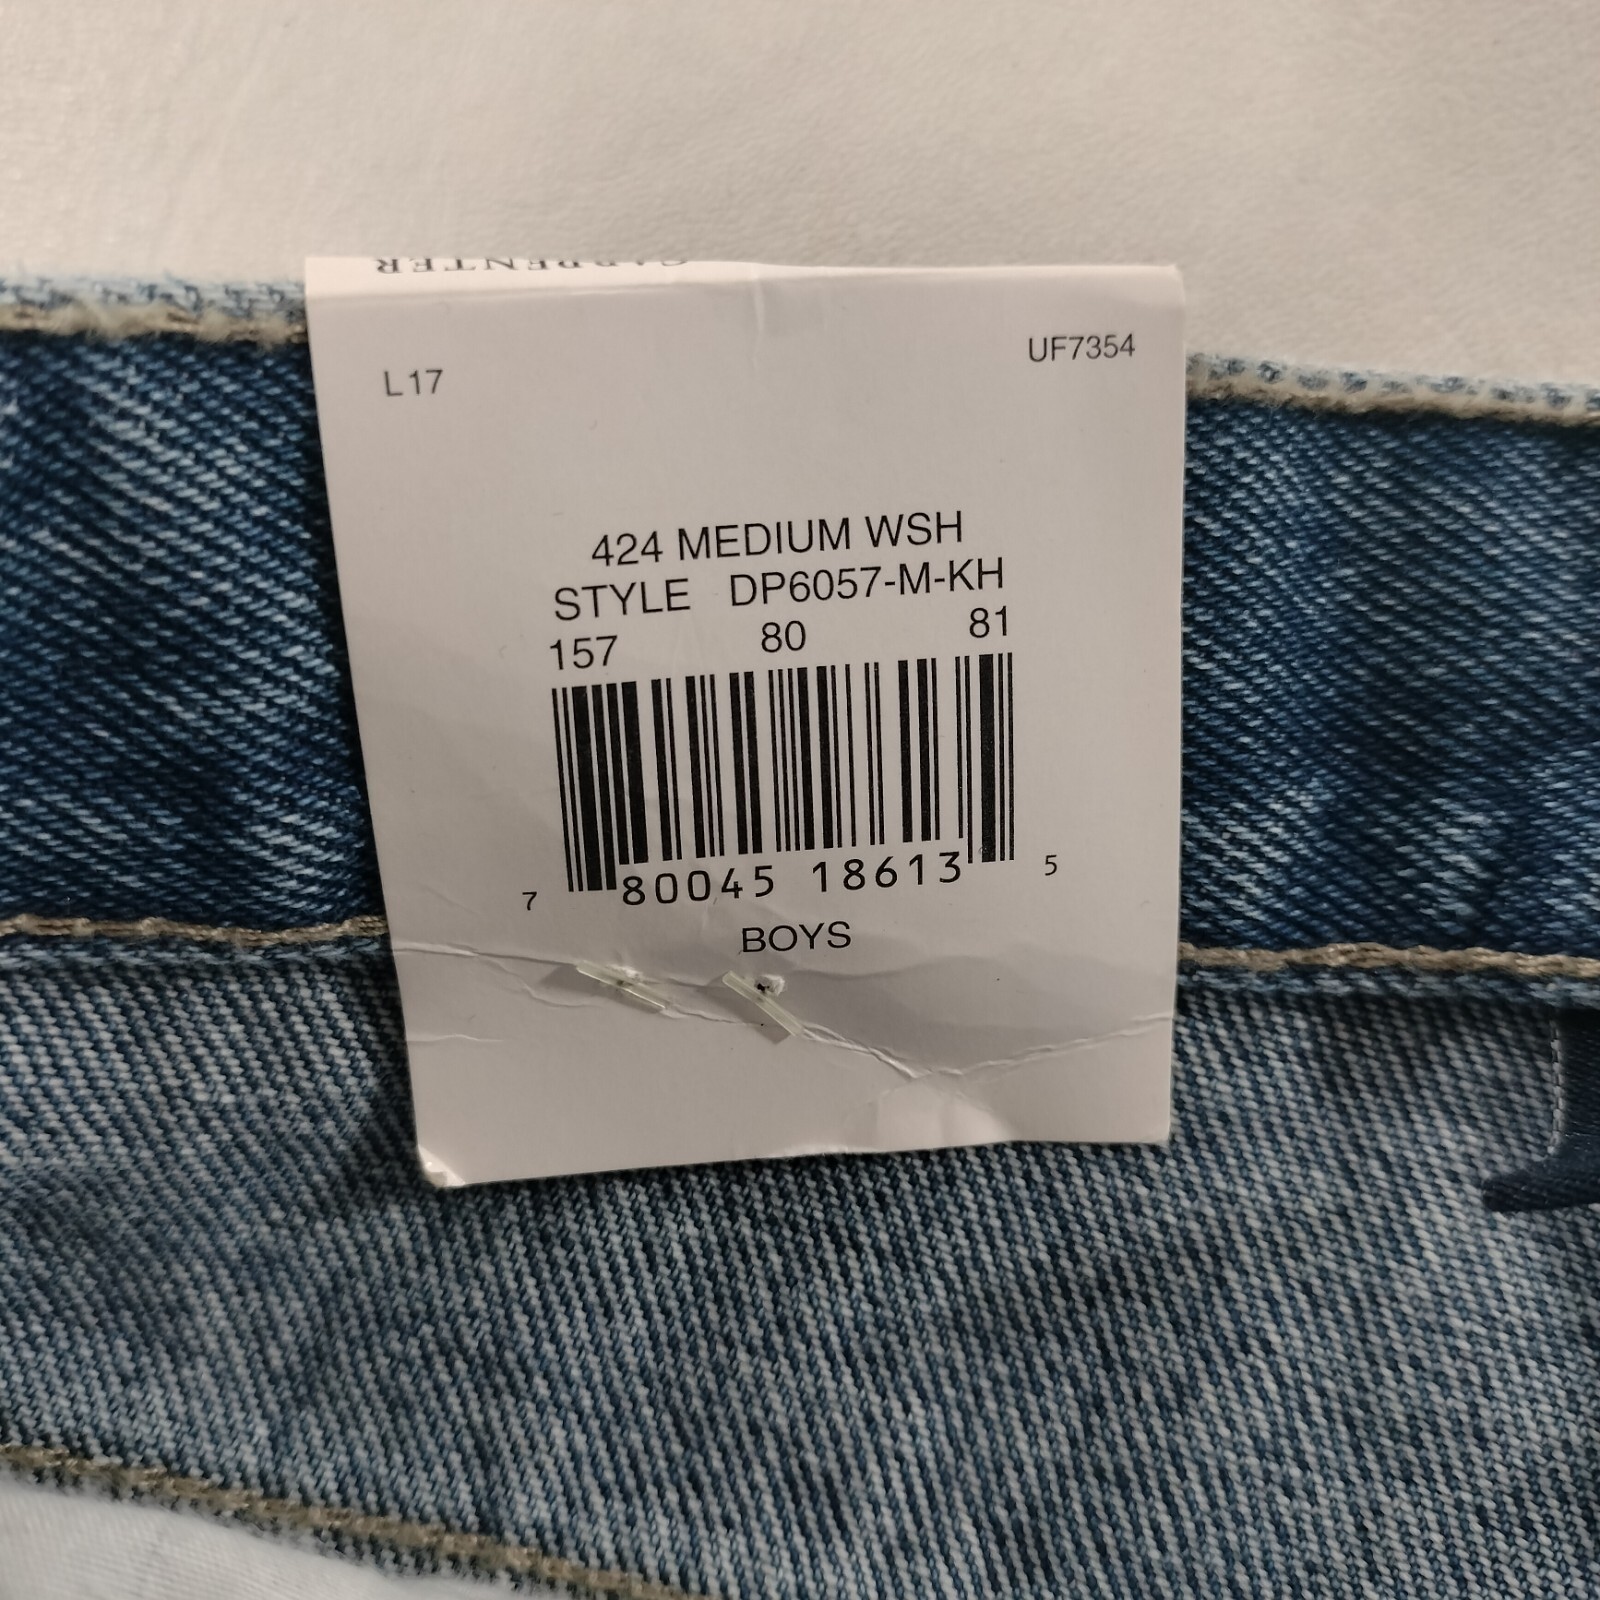 CARPENTER
L17
UF7354
424 MEDIUM WSH
STYLE DP6057-M-KH
157 80 81
7 80045 18613 5
BOYS